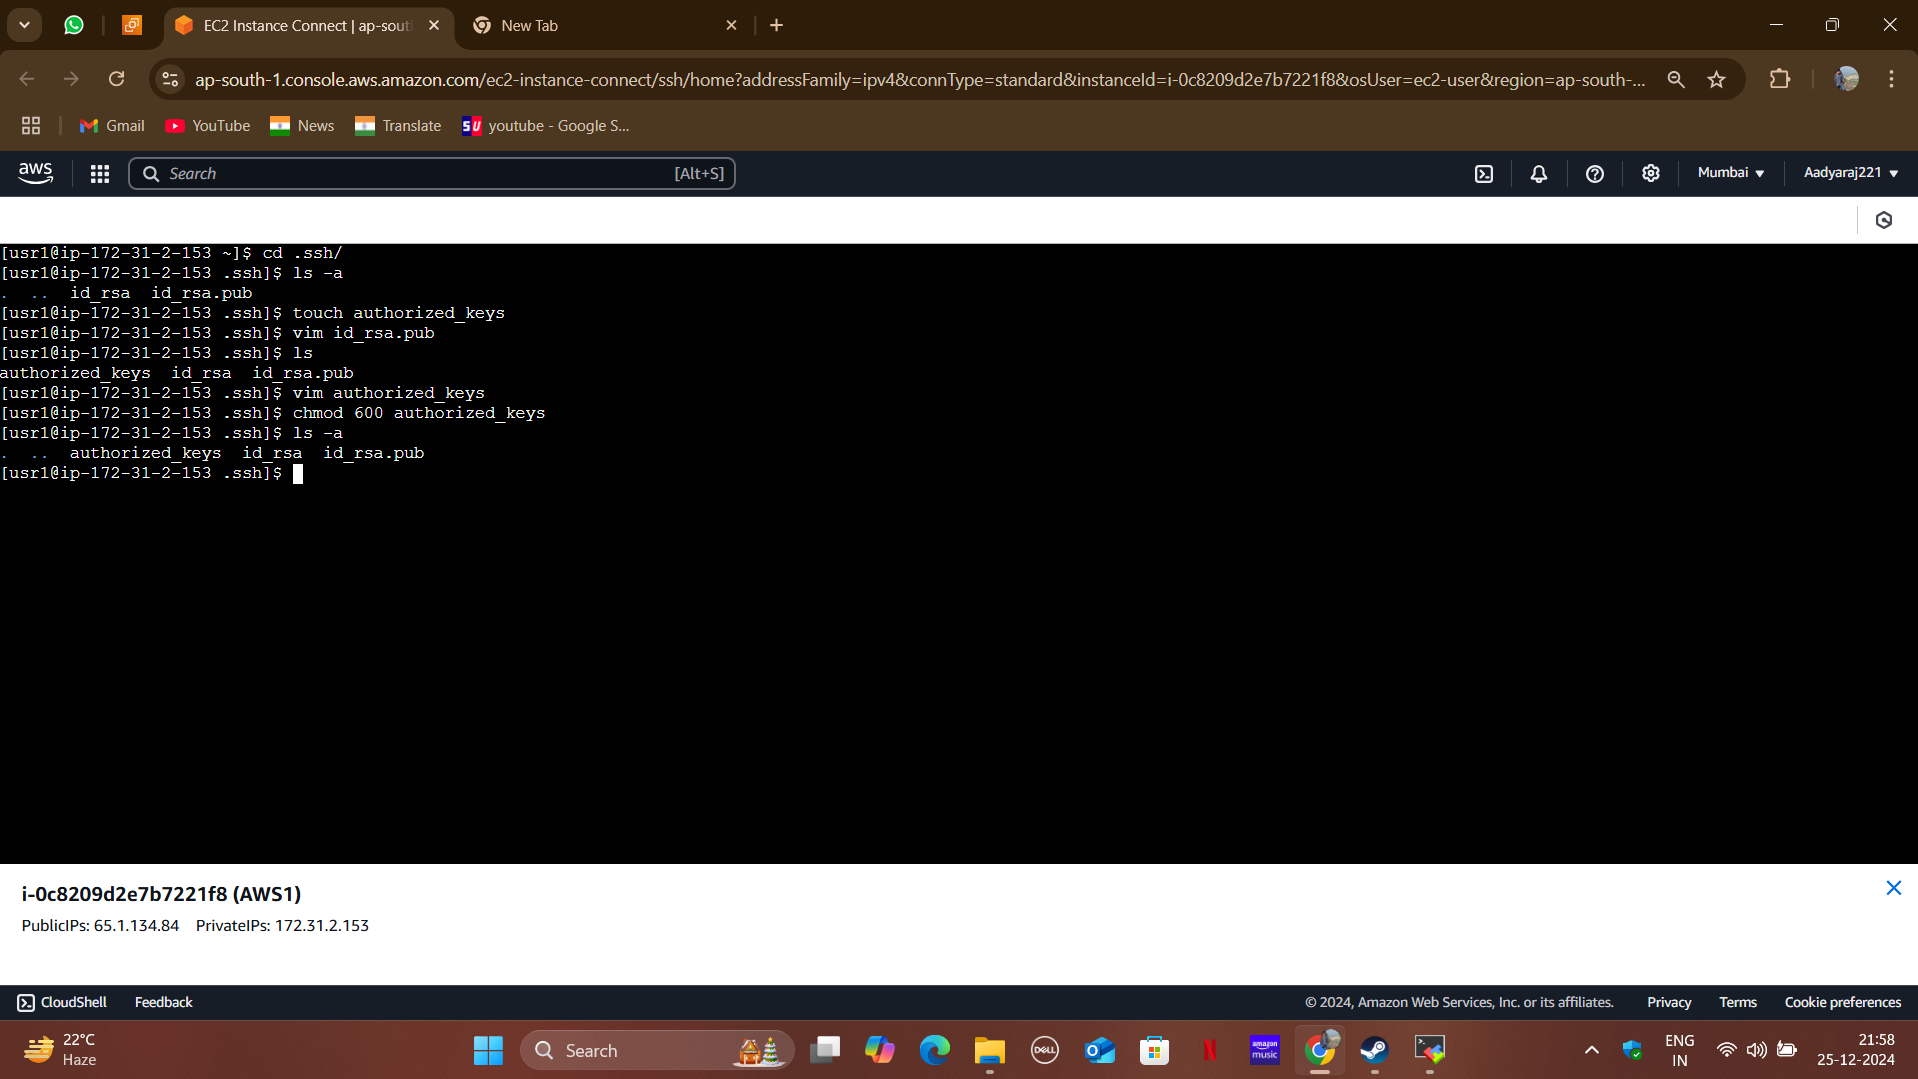 EC2 Instance Connect | ap-sout
New Tab
ap-south-1.console.aws.amazon.com/ec2-instance-connect/ssh/home?addressFamily=ipv4&connType=standard&instanceId=i-0c8209d2e7b7221f8&osUser=ec2-user&region=ap-south-...
Gmail
YouTube
News
Translate
SU youtube - Google S...
aws
Search
[Alt+S]
Mumbai
Aadyaraj221
[usr1@ip-172-31-2-153 ~]$ cd .ssh/
[usr1@ip-172-31-2-153 .ssh]$ ls -a
. .. id_rsa id_rsa.pub
[usr1@ip-172-31-2-153 .ssh]$ touch authorized_keys
[usr1@ip-172-31-2-153 .ssh]$ vim id_rsa.pub
[usr1@ip-172-31-2-153 .ssh]$ ls
authorized_keys id_rsa id_rsa.pub
[usr1@ip-172-31-2-153 .ssh]$ vim authorized_keys
[usr1@ip-172-31-2-153 .ssh]$ chmod 600 authorized_keys
[usr1@ip-172-31-2-153 .ssh]$ ls -a
. .. authorized_keys id_rsa id_rsa.pub
[usr1@ip-172-31-2-153 .ssh]$
i-0c8209d2e7b7221f8 (AWS1)
PublicIPs: 65.1.134.84 PrivateIPs: 172.31.2.153
CloudShell
Feedback
© 2024, Amazon Web Services, Inc. or its affiliates.
Privacy
Terms
Cookie preferences
22°C
Haze
Search
DELL
amazon
music
ENG
IN
21:58
25-12-2024